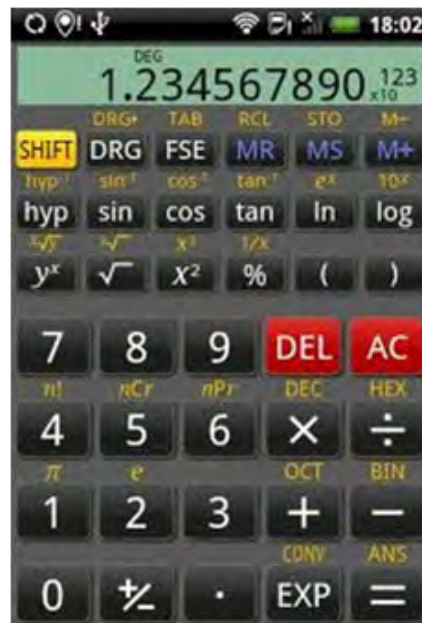 18:02
DEG
1.234567890 x10 123
DRG▸ TAB RCL STO M−
SHIFT DRG FSE MR MS M+
hyp⁻¹ sin⁻¹ cos⁻¹ tan⁻¹ eˣ 10ˣ
hyp sin cos tan ln log
ˣ√y ³√ x³ 1/x
yˣ √ x² % ( )
7 8 9 DEL AC
n! nCr nPr DEC HEX
4 5 6 × ÷
π e OCT BIN
1 2 3 + −
CONV ANS
0 +/− · EXP =